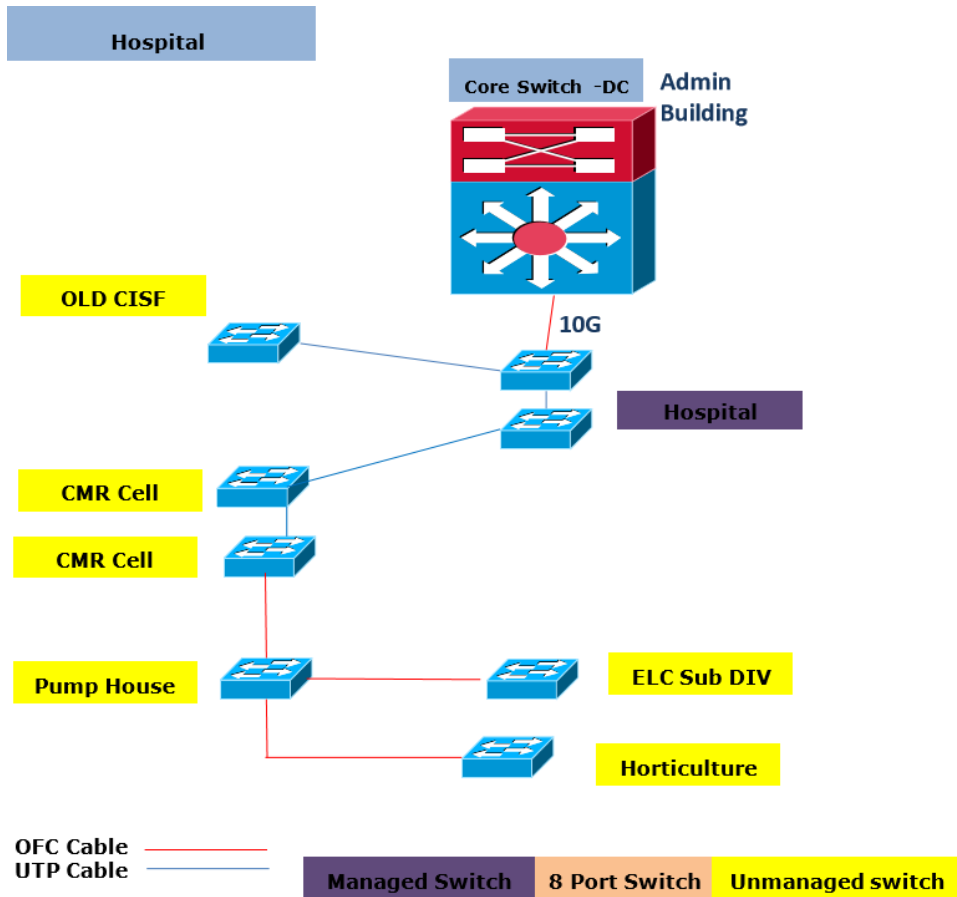 Hospital
Core Switch -DC
Admin
Building
OLD CISF
10G
Hospital
CMR Cell
CMR Cell
Pump House
ELC Sub DIV
Horticulture
OFC Cable
UTP Cable
Managed Switch
8 Port Switch
Unmanaged switch